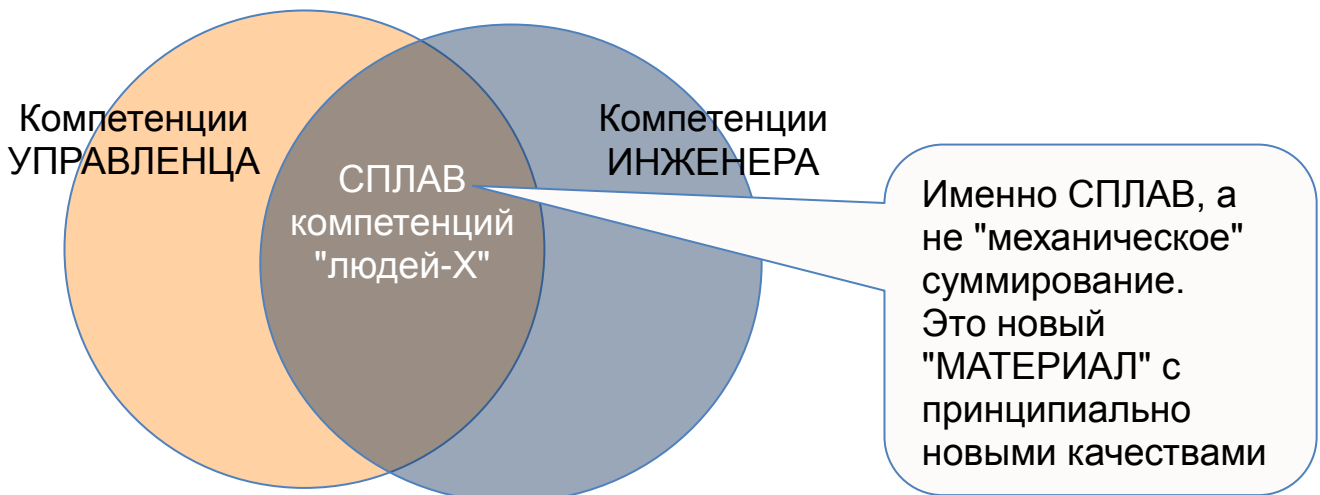 Компетенции
УПРАВЛЕНЦА
СПЛАВ
компетенций
"людей-Х"
Компетенции
ИНЖЕНЕРА
Именно СПЛАВ, а
не "механическое"
суммирование.
Это новый
"МАТЕРИАЛ" с
принципиально
новыми качествами